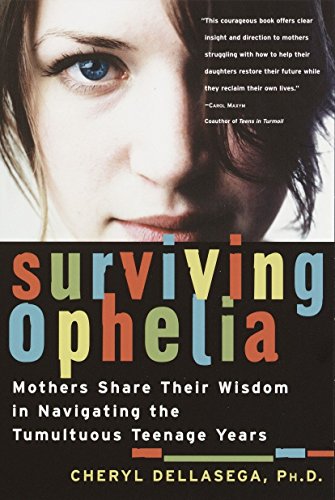 "This courageous book offers clear
insight and direction to mothers
struggling with how to help their
daughters restore their future while
they reclaim their own lives."
—Carol Maxym
Coauthor of Teens in Turmoil
surviving
ophelia
Mothers Share Their Wisdom
in Navigating the
Tumultuous Teenage Years
CHERYL DELLASEGA, PH.D.